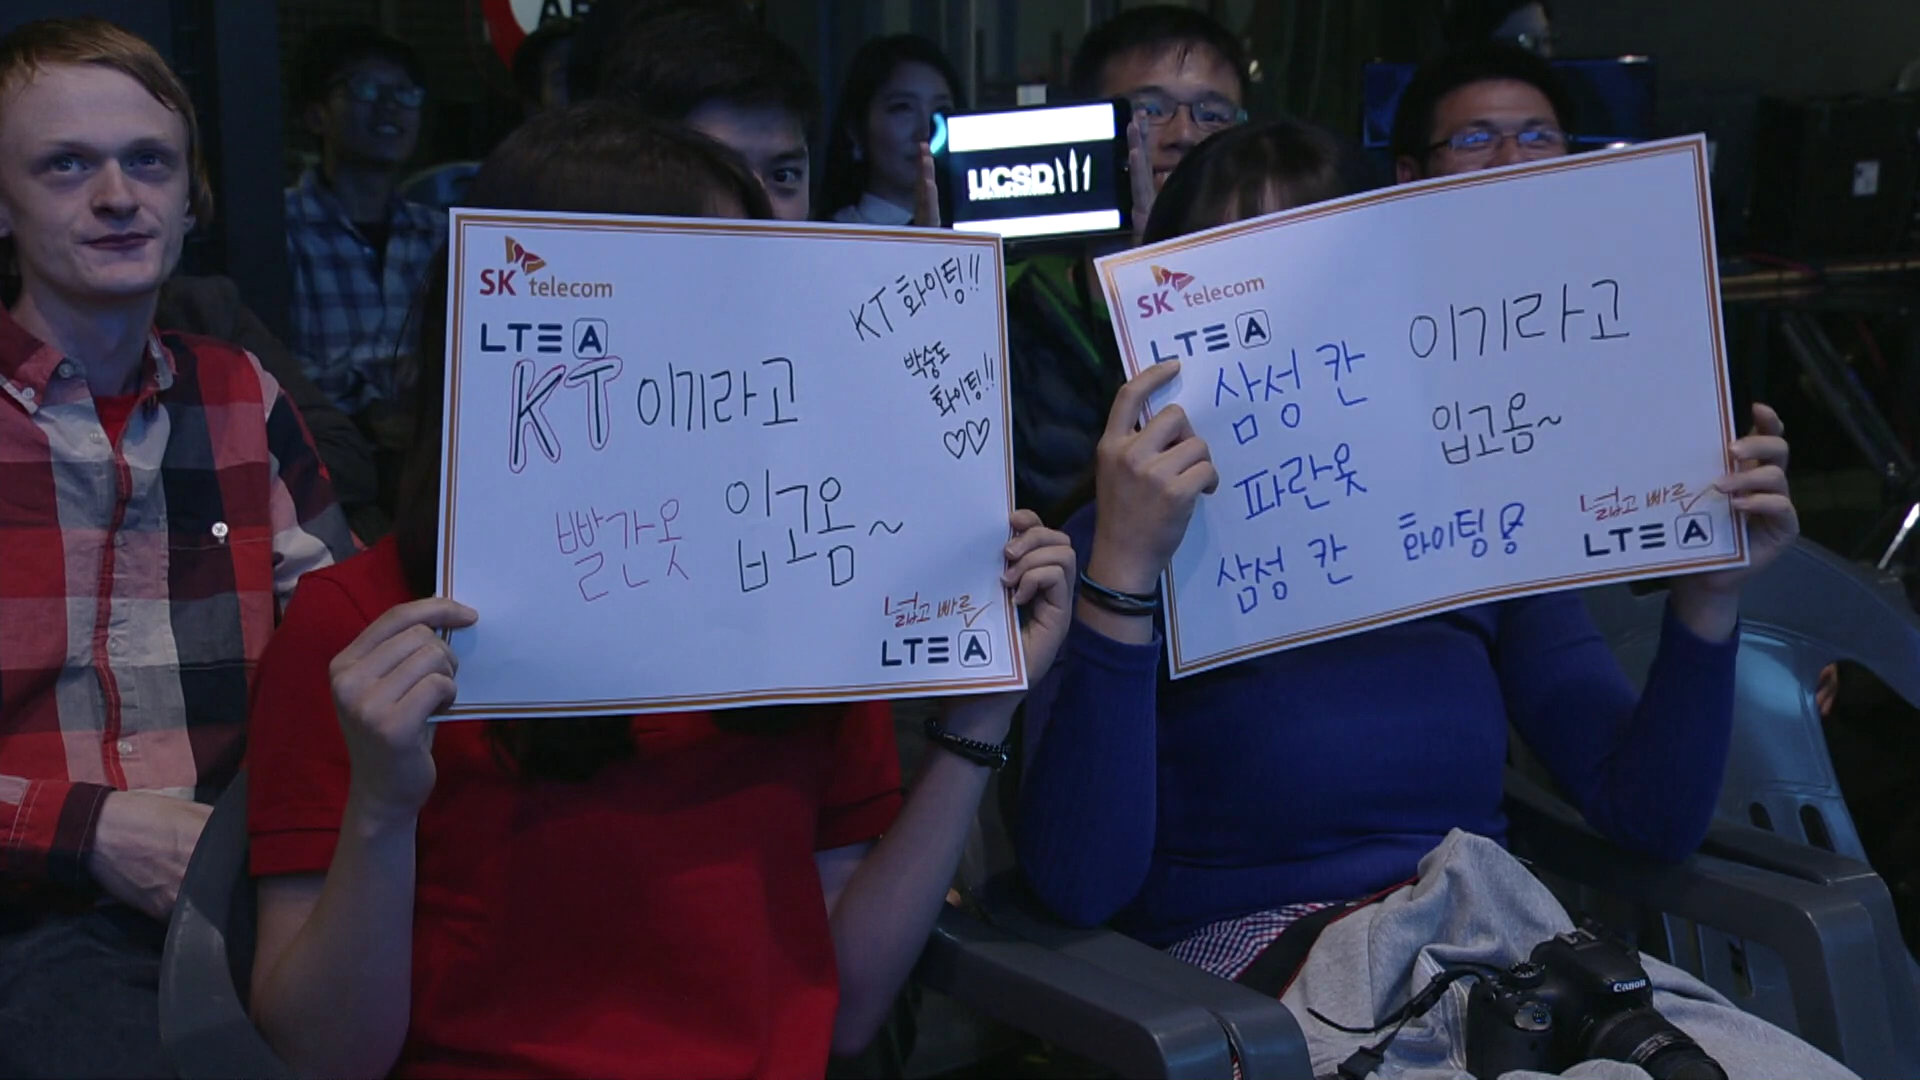 UCSD
SK telecom
LTE A
KT 이기라고
빨간옷 입고옴~
KT 화이팅!!
박승도
화이팅!!
넓고 빠른
LTE A
SK telecom
LTE A
삼성 칸 이기라고
파란옷 입고옴~
삼성 칸 화이팅
넓고 빠른
LTE A
Canon